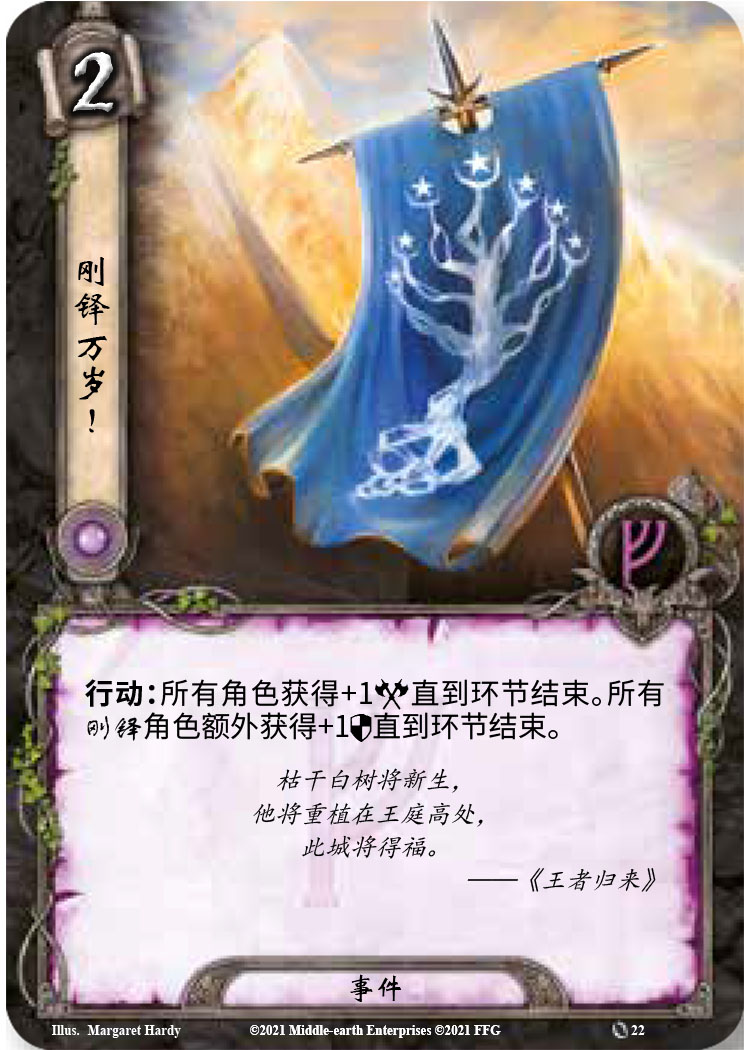 2
刚铎万岁！
行动：所有角色获得+1直到环节结束。所有
刚铎角色额外获得+1直到环节结束。
枯干白树将新生，
他将重植在王庭高处，
此城将得福。
——《王者归来》
事件
Illus. Margaret Hardy
©2021 Middle-earth Enterprises ©2021 FFG
22